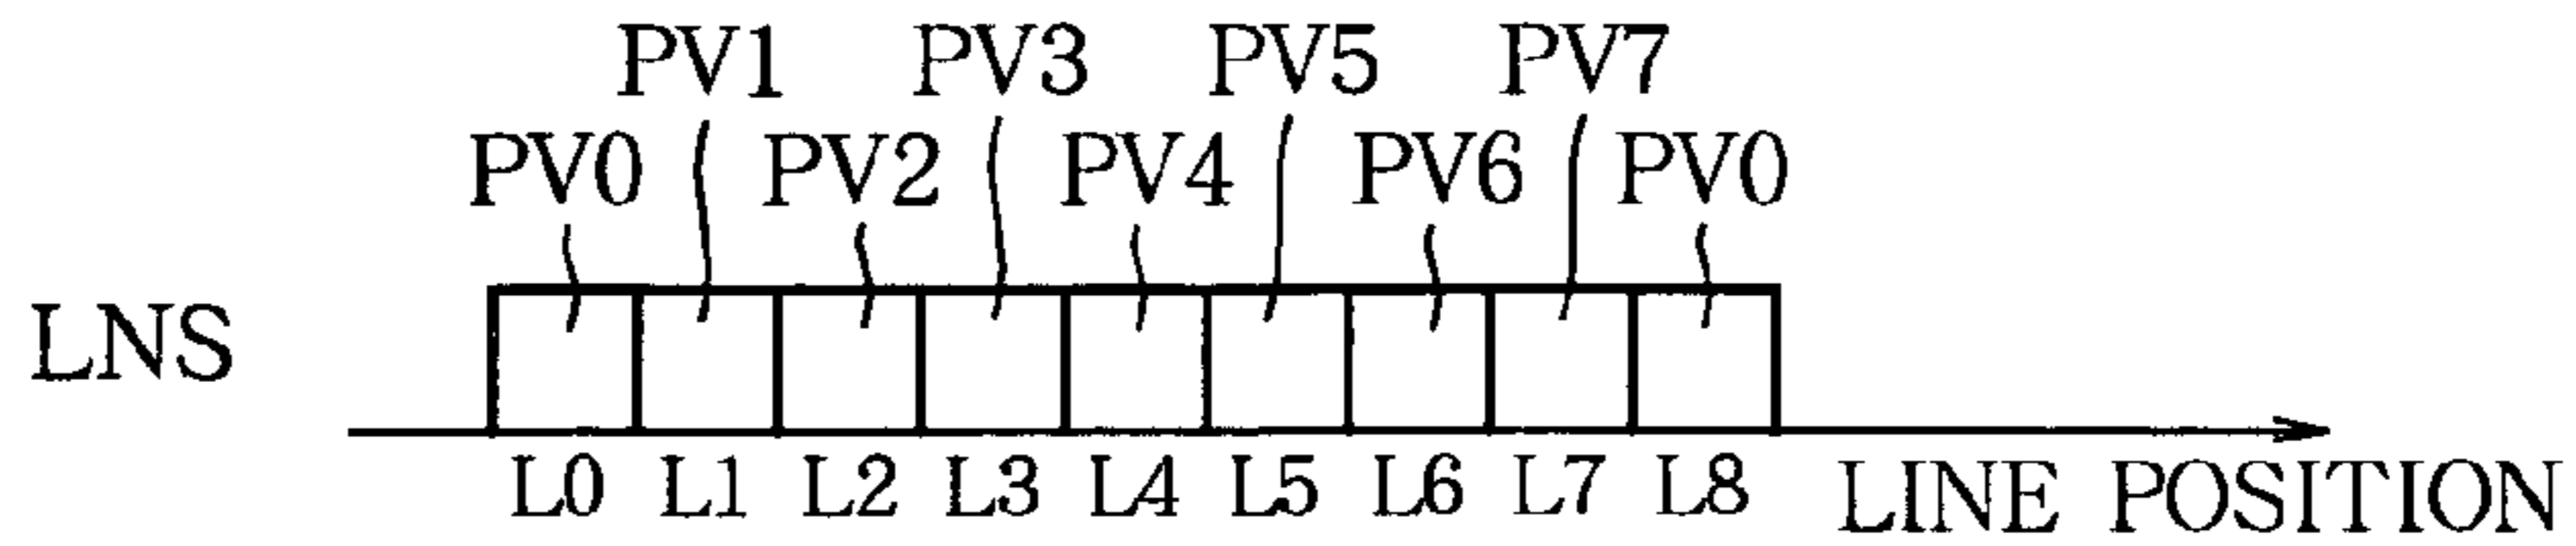 PV1 PV3 PV5 PV7
PV0 PV2 PV4 PV6 PV0
LNS
L0 L1 L2 L3 L4 L5 L6 L7 L8 LINE POSITION